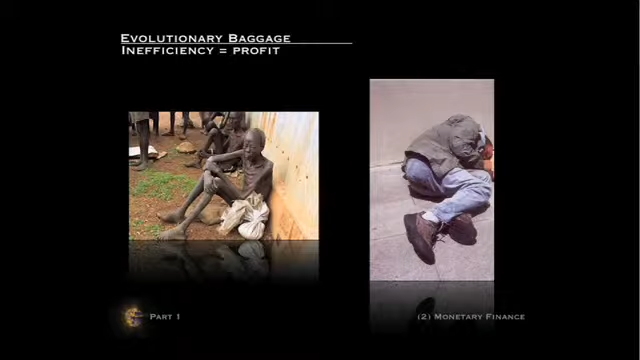 Evolutionary Baggage
Inefficiency = profit
Part 1
(2) Monetary Finance